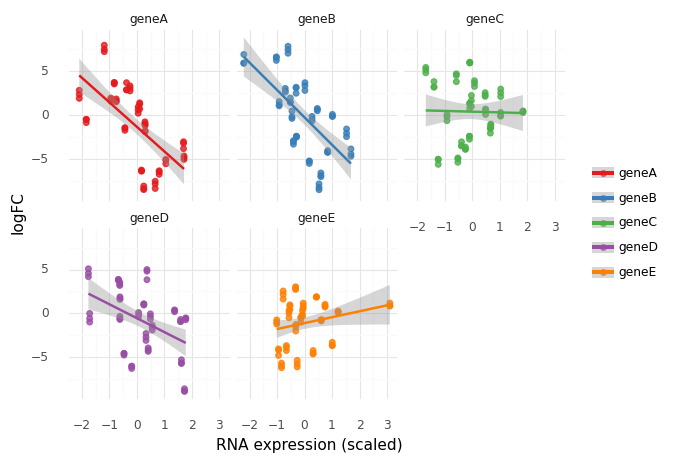 geneA geneB geneC
5
0
−5
−2 −1 0 1 2 3
geneA
geneB
geneC
geneD
geneE
logFC
geneD geneE
5
0
−5
−2 −1 0 1 2 3 −2 −1 0 1 2 3
RNA expression (scaled)